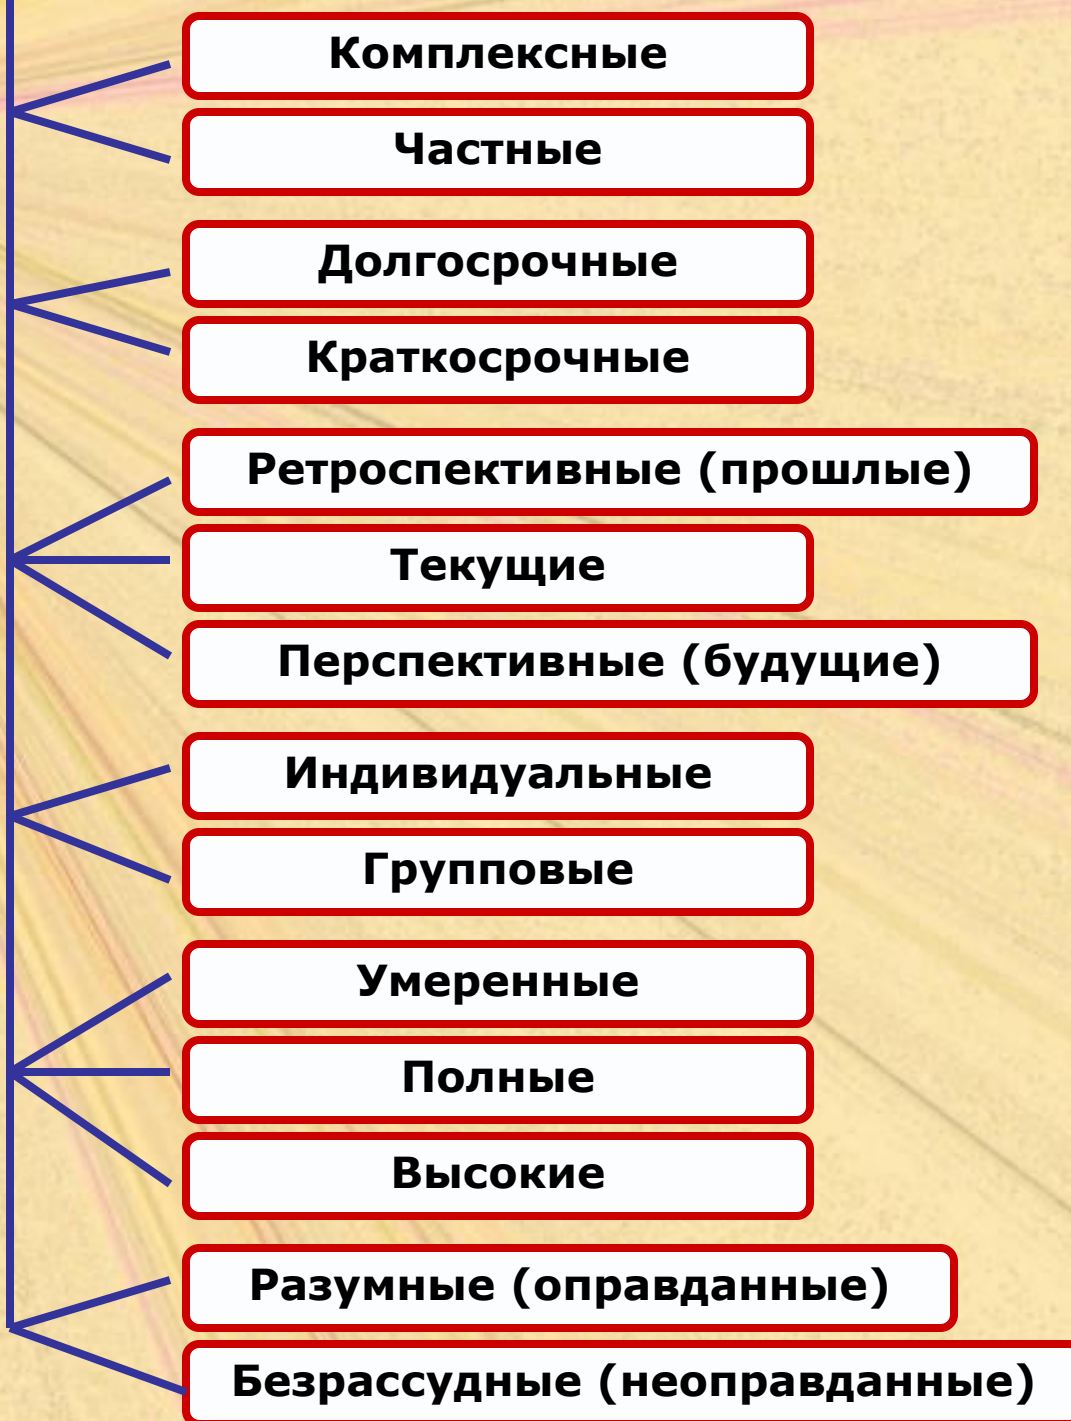 Комплексные
Частные
Долгосрочные
Краткосрочные
Ретроспективные (прошлые)
Текущие
Перспективные (будущие)
Индивидуальные
Групповые
Умеренные
Полные
Высокие
Разумные (оправданные)
Безрассудные (неоправданные)